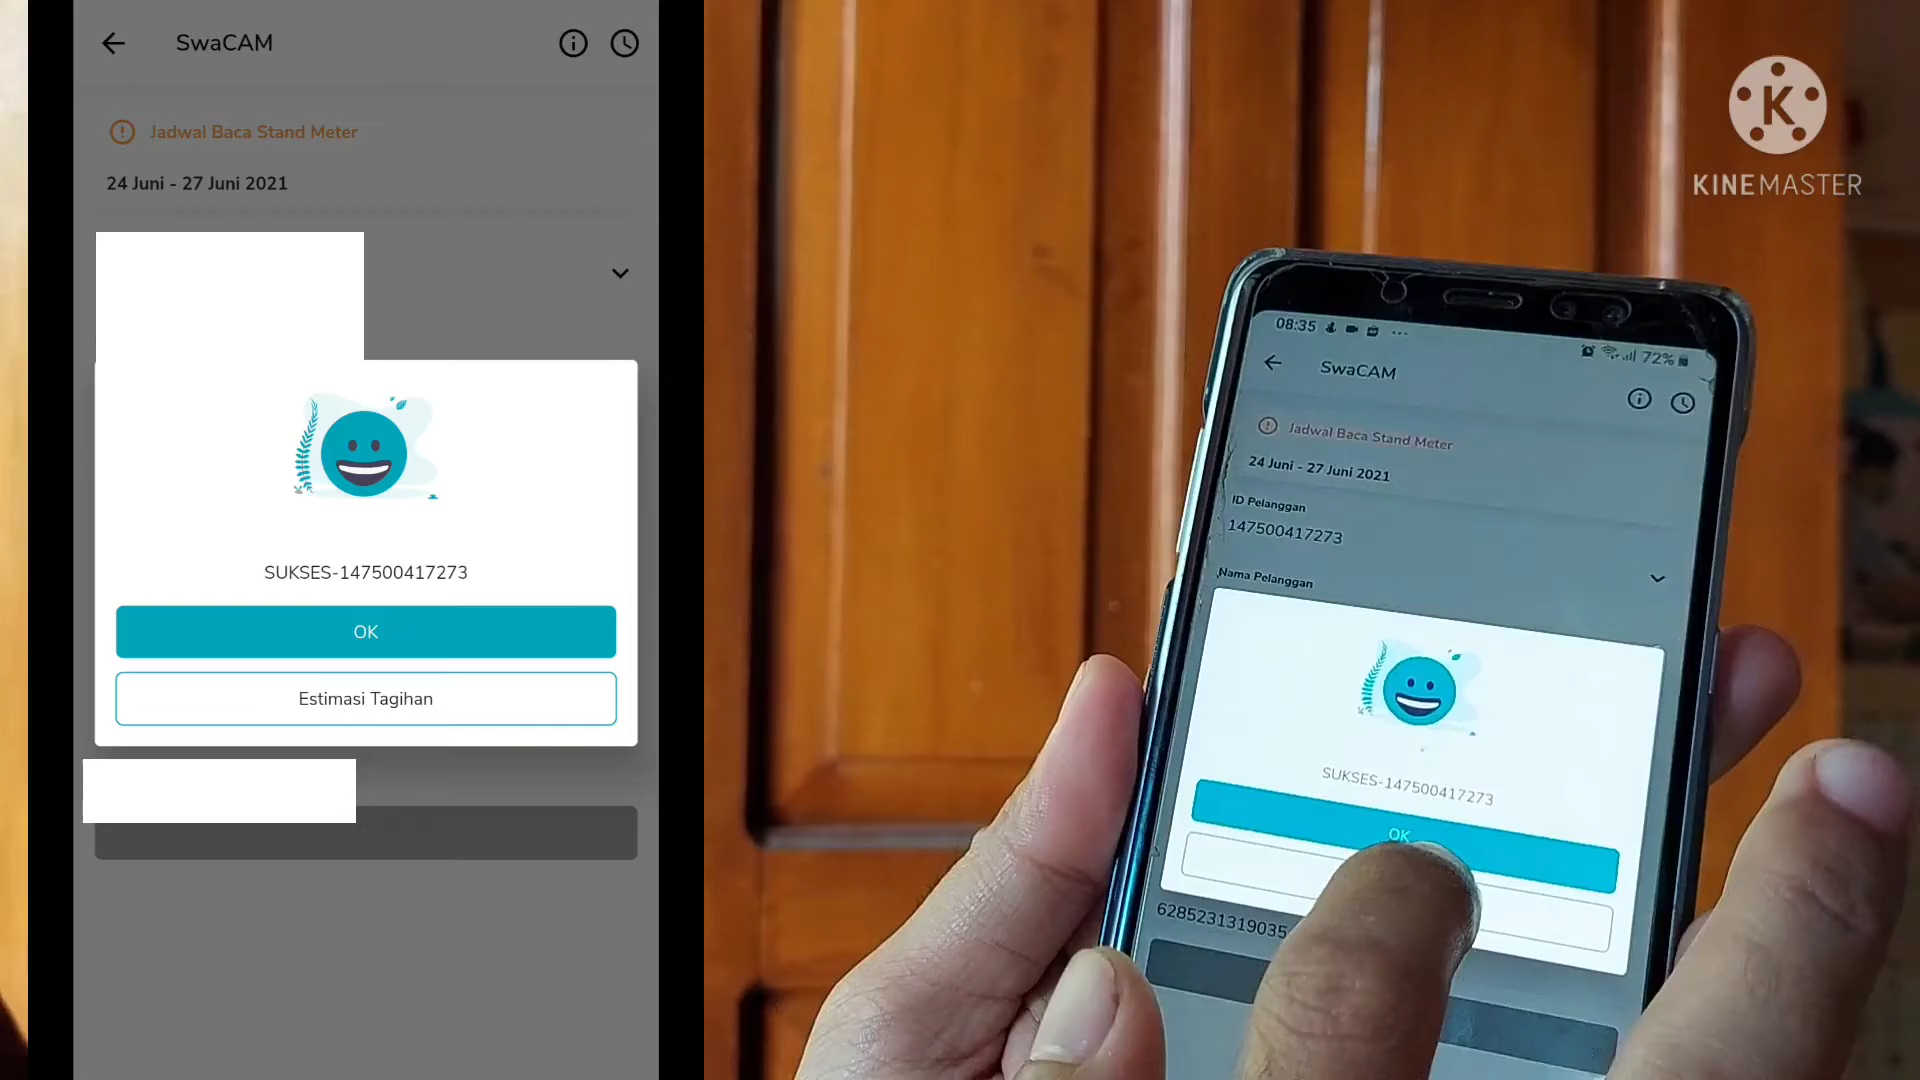 SwaCAM
Jadwal Baca Stand Meter
24 Juni - 27 Juni 2021
SUKSES-147500417273
OK
Estimasi Tagihan
KINEMASTER
08:35
72%
SwaCAM
Jadwal Baca Stand Meter
24 Juni - 27 Juni 2021
ID Pelanggan
147500417273
Nama Pelanggan
SUKSES-147500417273
OK
6285231319035